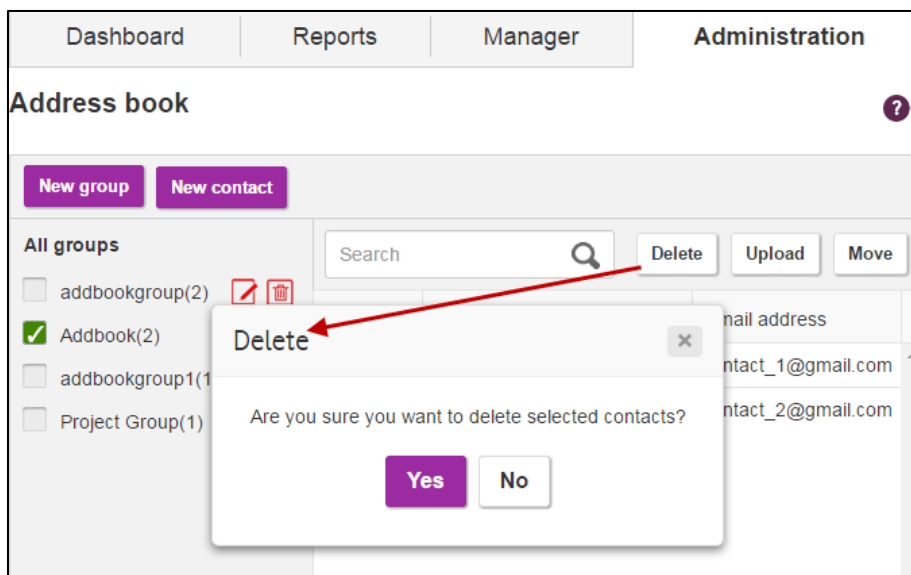 Dashboard Reports Manager Administration
Address book ?
New group New contact
All groups
Search Delete Upload Move
addbookgroup(2)
Addbook(2)
addbookgroup1(1
Project Group(1)
mail address
ntact_1@gmail.com
ntact_2@gmail.com
Delete
Are you sure you want to delete selected contacts?
Yes No